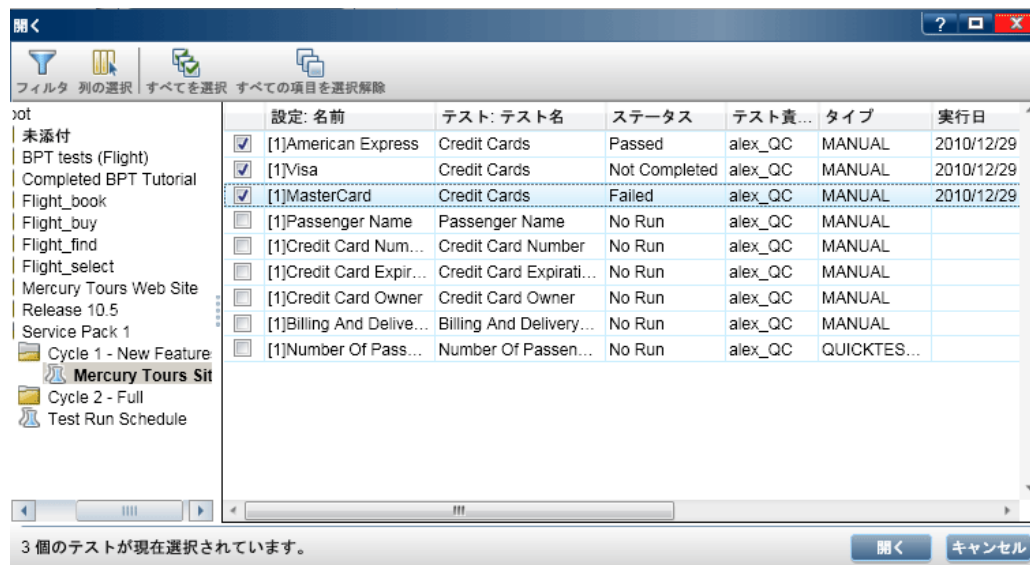 開く
フィルタ 列の選択 すべてを選択 すべての項目を選択解除
oot
未添付
BPT tests (Flight)
Completed BPT Tutorial
Flight_book
Flight_buy
Flight_find
Flight_select
Mercury Tours Web Site
Release 10.5
Service Pack 1
Cycle 1 - New Feature
Mercury Tours Sit
Cycle 2 - Full
Test Run Schedule
設定: 名前 テスト: テスト名 ステータス テスト責... タイプ 実行日
[1]American Express Credit Cards Passed alex_QC MANUAL 2010/12/29
[1]Visa Credit Cards Not Completed alex_QC MANUAL 2010/12/29
[1]MasterCard Credit Cards Failed alex_QC MANUAL 2010/12/29
[1]Passenger Name Passenger Name No Run alex_QC MANUAL
[1]Credit Card Num... Credit Card Number No Run alex_QC MANUAL
[1]Credit Card Expir... Credit Card Expirati... No Run alex_QC MANUAL
[1]Credit Card Owner Credit Card Owner No Run alex_QC MANUAL
[1]Billing And Delive... Billing And Delivery... No Run alex_QC MANUAL
[1]Number Of Pass... Number Of Passen... No Run alex_QC QUICKTES...
3 個のテストが現在選択されています。
開く キャンセル